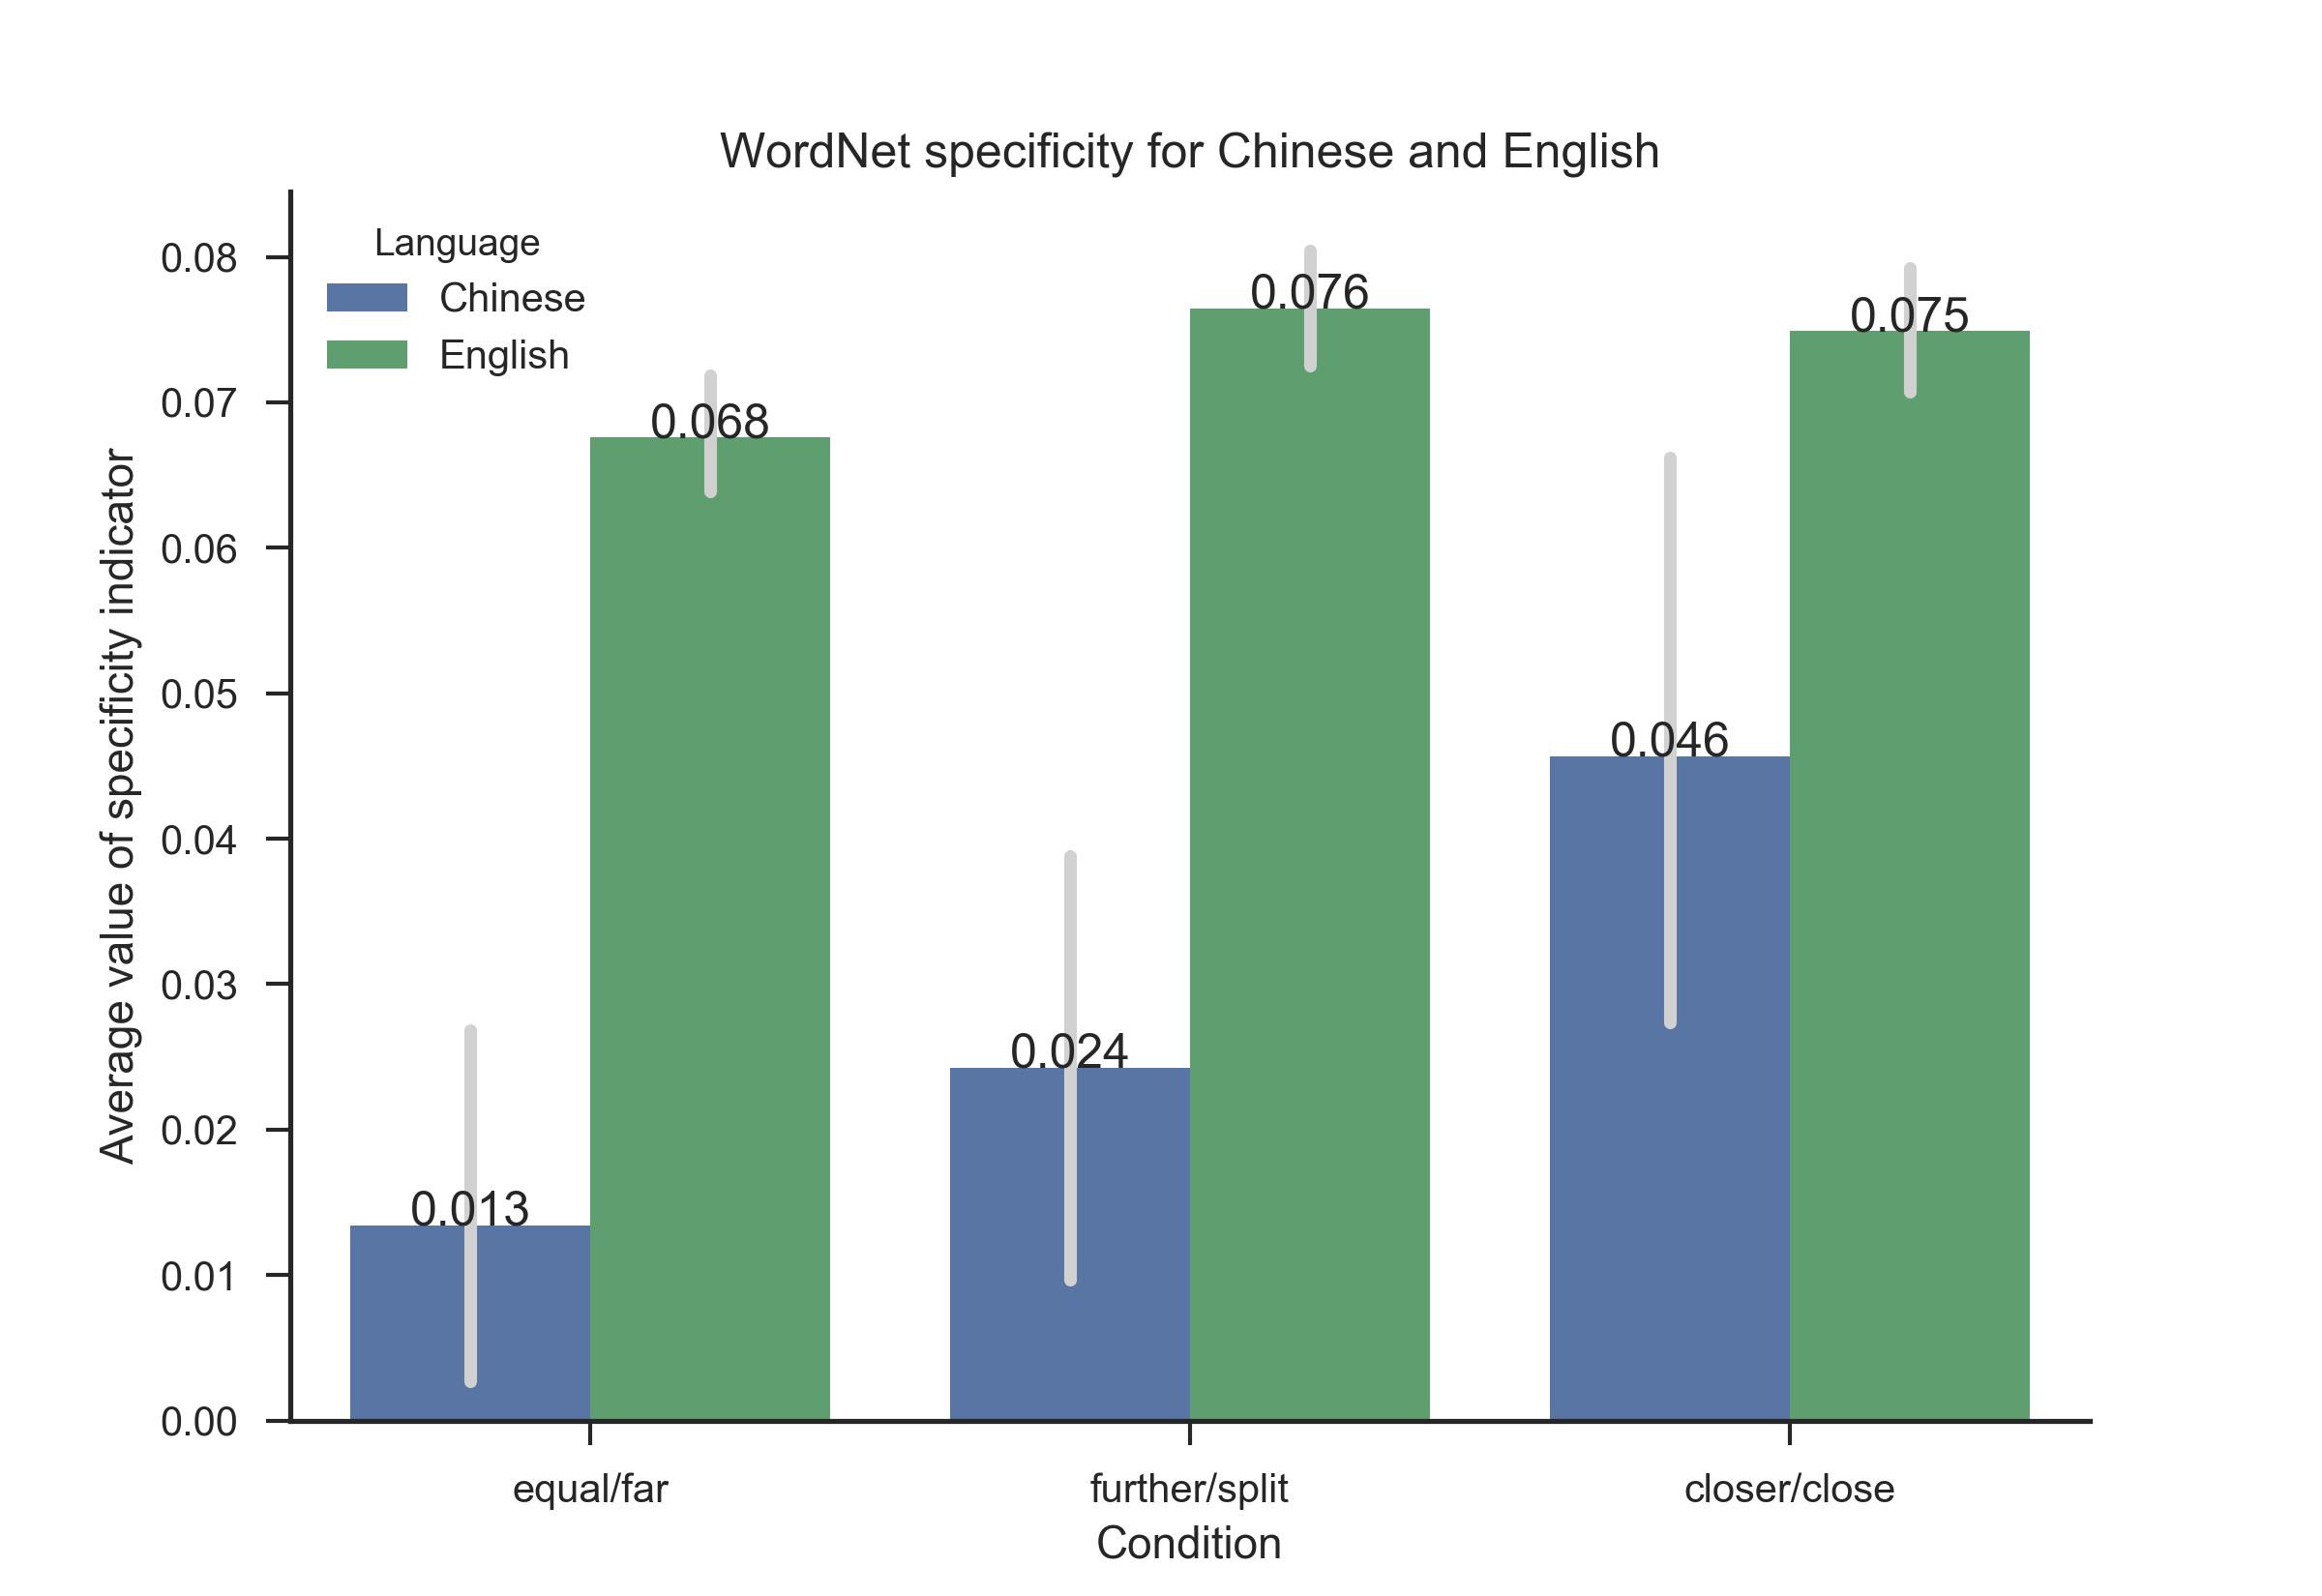 WordNet specificity for Chinese and English
Language
Chinese
English
0.08
0.07
0.06
0.05
0.04
0.03
0.02
0.01
0.00
Average value of specificity indicator
0.013
0.068
0.024
0.076
0.046
0.075
equal/far
further/split
closer/close
Condition